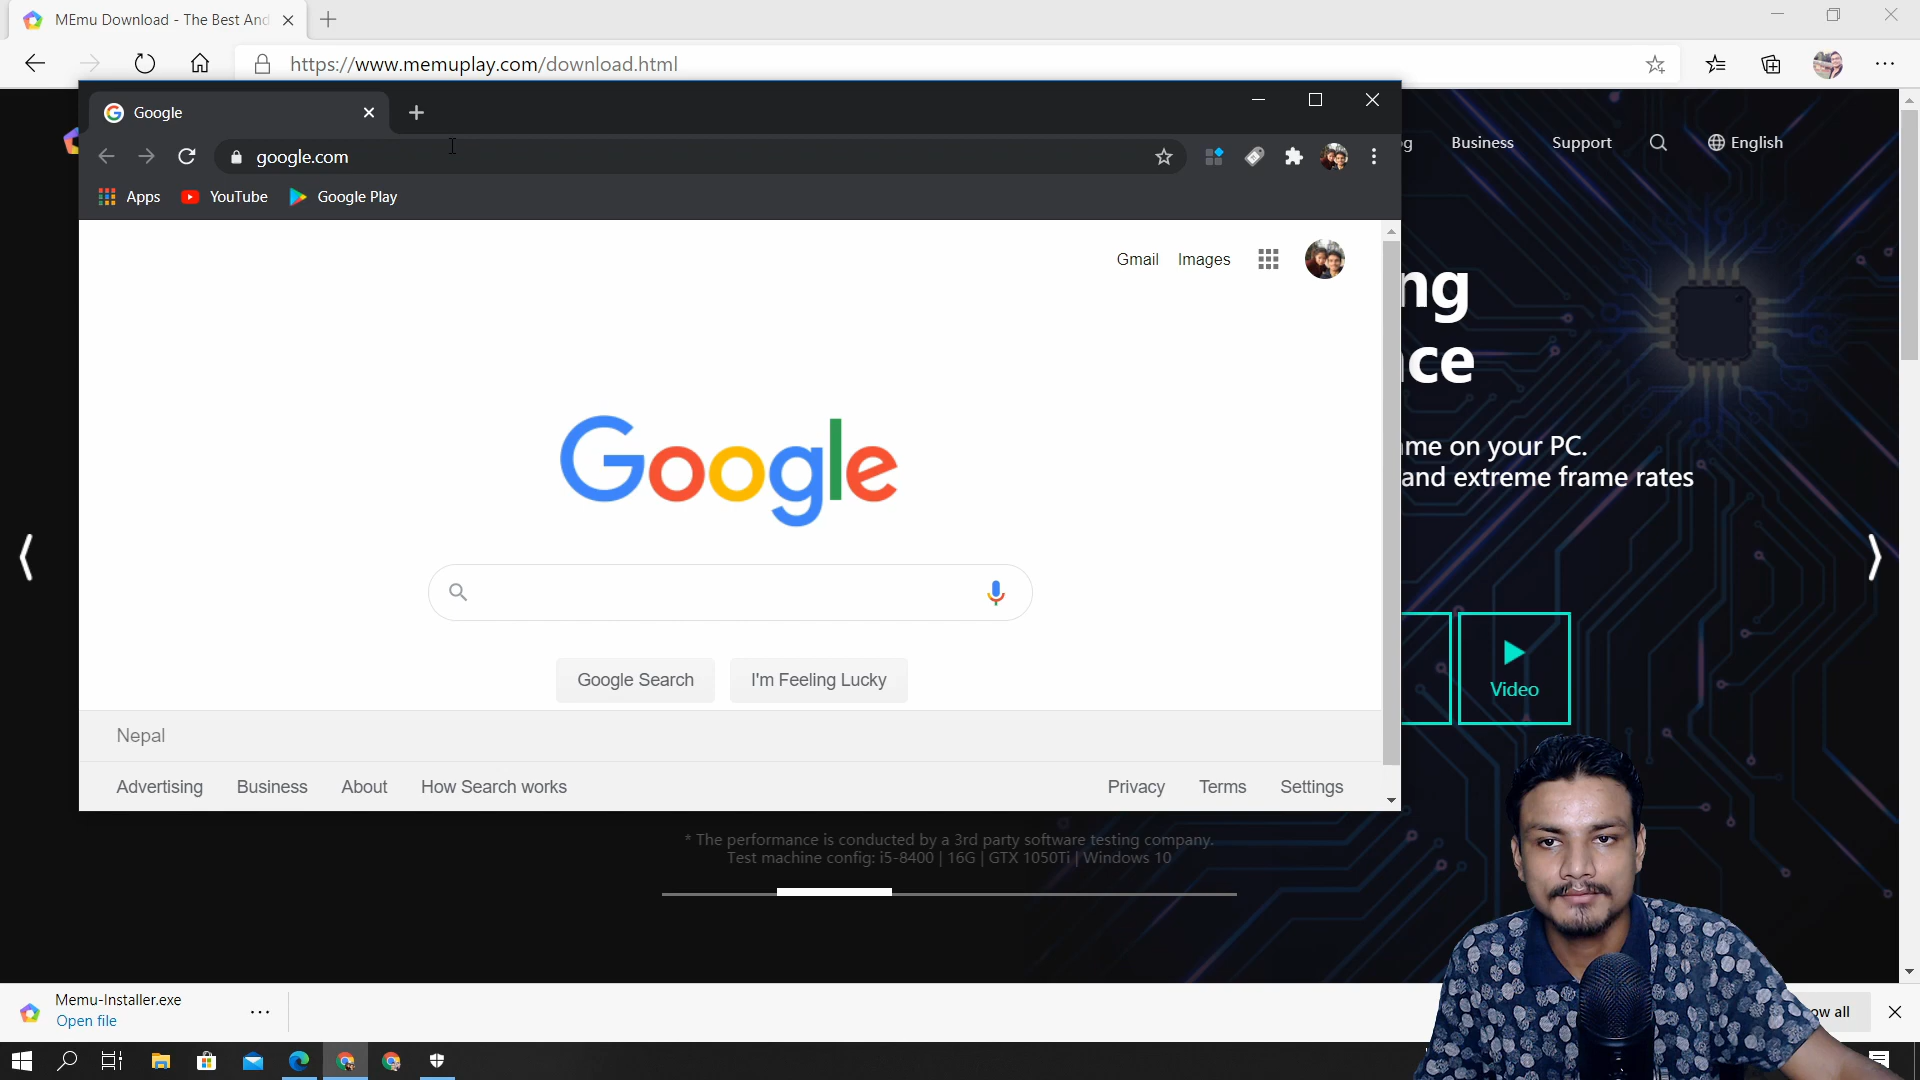 MEmu Download - The Best And
https://www.memuplay.com/download.html
Google
google.com
Apps
YouTube
Google Play
Business
Support
English
Gmail
Images
Google
Google Search
I'm Feeling Lucky
Nepal
Advertising
Business
About
How Search works
Privacy
Terms
Settings
me on your PC.
and extreme frame rates
Video
* The performance is conducted by a 3rd party software testing company.
Test machine config: i5-8400 | 16G | GTX 1050Ti | Windows 10
Memu-Installer.exe
Open file
all